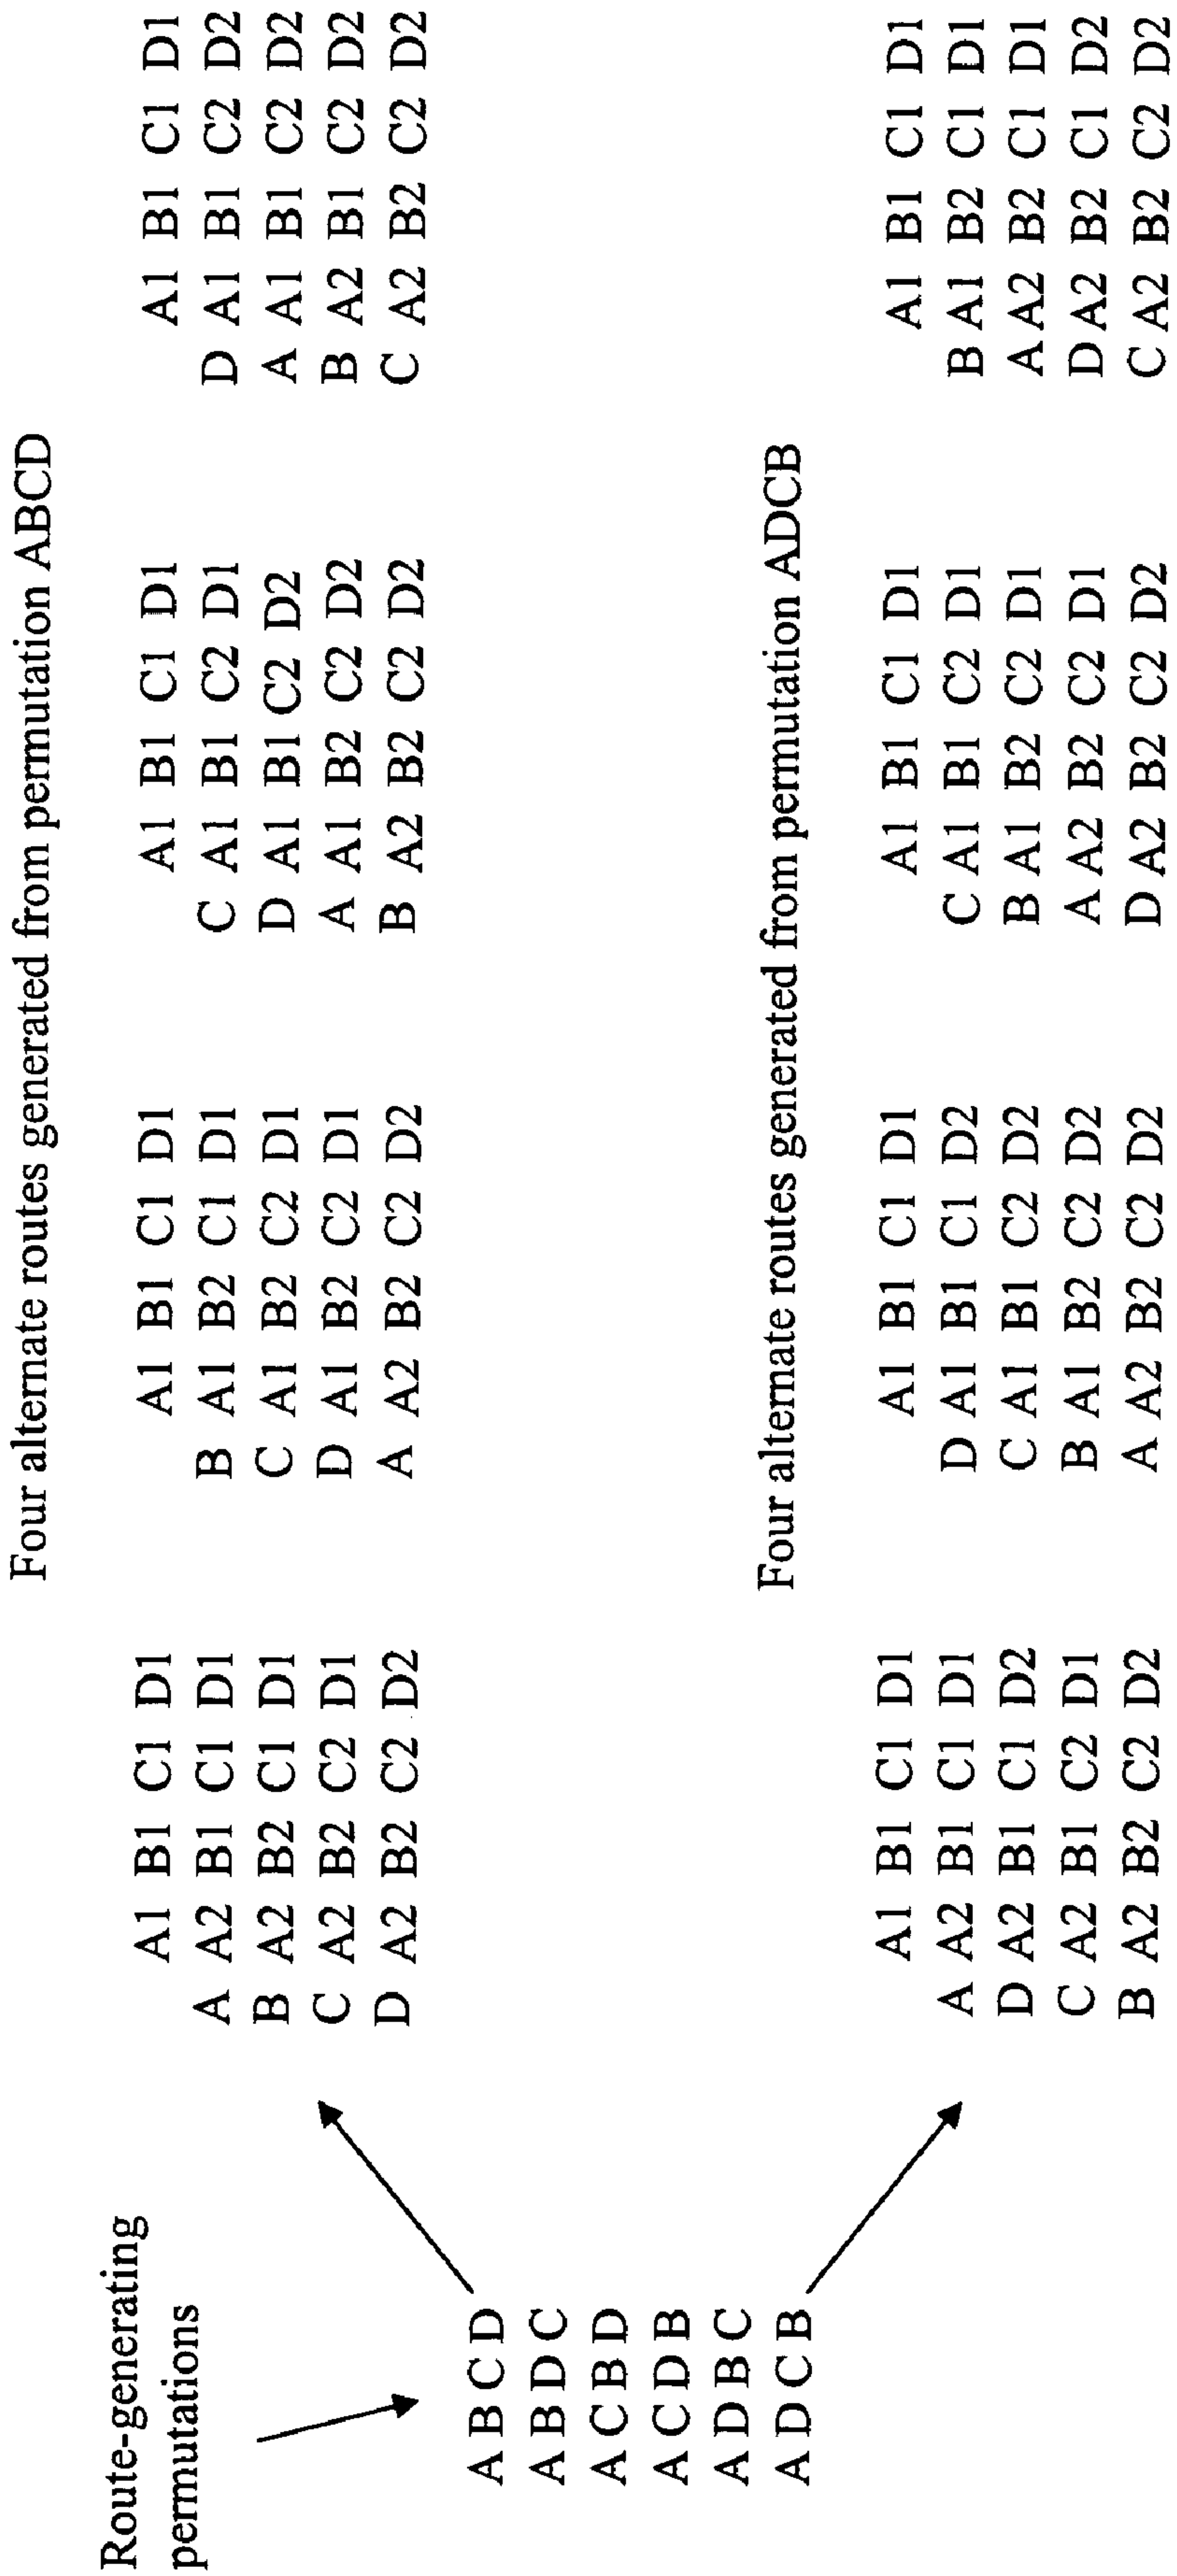 Route-generating
permutations
A B C D
A B D C
A C B D
A C D B
A D B C
A D C B
Four alternate routes generated from permutation ABCD
A1 B1 C1 D1
A A2 B1 C1 D1
B A2 B2 C1 D1
C A2 B2 C2 D1
D A2 B2 C2 D2
A1 B1 C1 D1
B A1 B2 C1 D1
C A1 B2 C2 D1
D A1 B2 C2 D1
A A2 B2 C2 D2
A1 B1 C1 D1
C A1 B1 C2 D1
D A1 B1 C2 D2
A A1 B2 C2 D2
B A2 B2 C2 D2
A1 B1 C1 D1
D A1 B1 C2 D2
A A1 B1 C2 D2
B A2 B1 C2 D2
C A2 B2 C2 D2
Four alternate routes generated from permutation ADCB
A1 B1 C1 D1
A A2 B1 C1 D1
D A2 B1 C1 D2
C A2 B1 C2 D1
B A2 B2 C2 D2
A1 B1 C1 D1
D A1 B1 C1 D2
C A1 B1 C2 D2
B A1 B2 C2 D2
A A2 B2 C2 D2
A1 B1 C1 D1
C A1 B1 C2 D1
B A1 B2 C2 D1
A A2 B2 C2 D1
D A2 B2 C2 D2
A1 B1 C1 D1
B A1 B2 C1 D1
A A2 B2 C1 D1
D A2 B2 C1 D2
C A2 B2 C2 D2